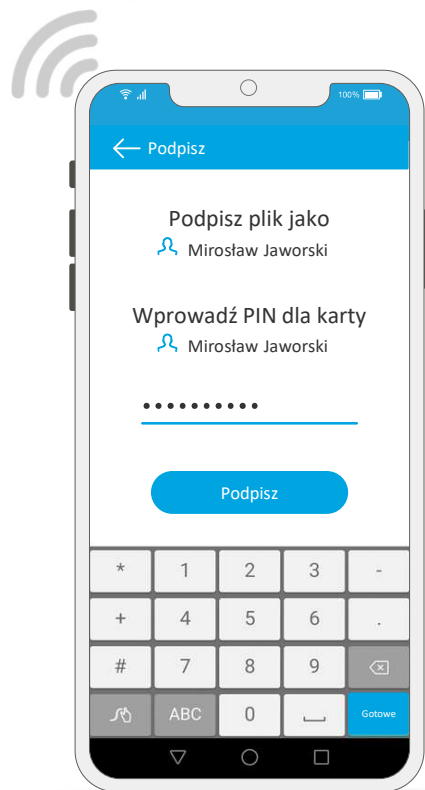 100%
Podpisz
Podpisz plik jako
Mirosław Jaworski
Wprowadź PIN dla karty
Mirosław Jaworski
••••••••••
Podpisz
* 1 2 3 -
+ 4 5 6 .
# 7 8 9
ABC 0 Gotowe